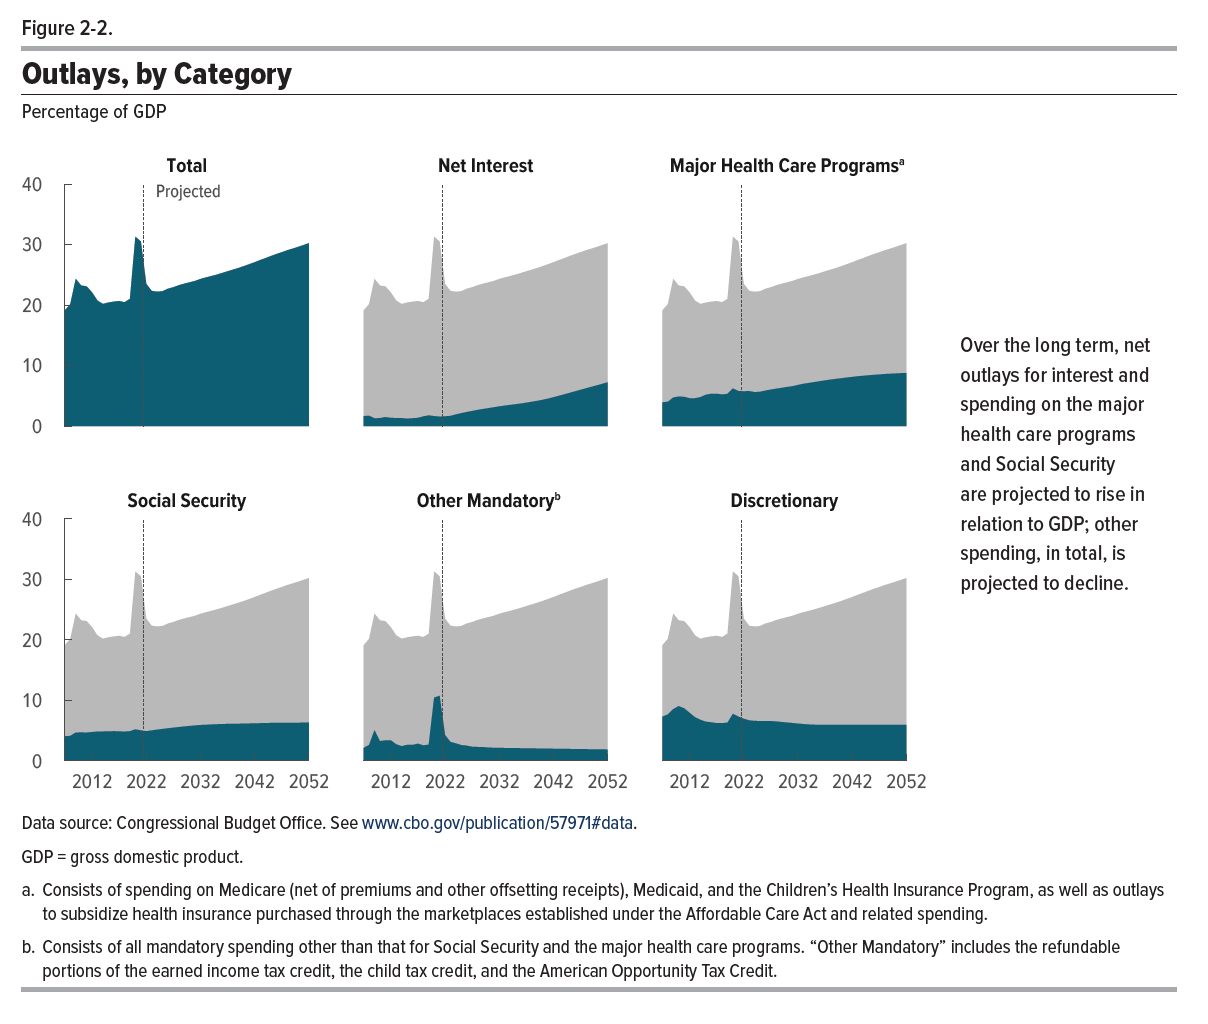 Figure 2-2.
Outlays, by Category
Percentage of GDP
Total
Net Interest
Major Health Care Programsᵃ
40
Projected
30
20
10
0
Over the long term, net
outlays for interest and
spending on the major
health care programs
and Social Security
are projected to rise in
relation to GDP; other
spending, in total, is
projected to decline.
Social Security
Other Mandatoryᵇ
Discretionary
40
30
20
10
0
2012 2022 2032 2042 2052
2012 2022 2032 2042 2052
2012 2022 2032 2042 2052
Data source: Congressional Budget Office. See www.cbo.gov/publication/57971#data.
GDP = gross domestic product.
a. Consists of spending on Medicare (net of premiums and other offsetting receipts), Medicaid, and the Children’s Health Insurance Program, as well as outlays
to subsidize health insurance purchased through the marketplaces established under the Affordable Care Act and related spending.
b. Consists of all mandatory spending other than that for Social Security and the major health care programs. “Other Mandatory” includes the refundable
portions of the earned income tax credit, the child tax credit, and the American Opportunity Tax Credit.